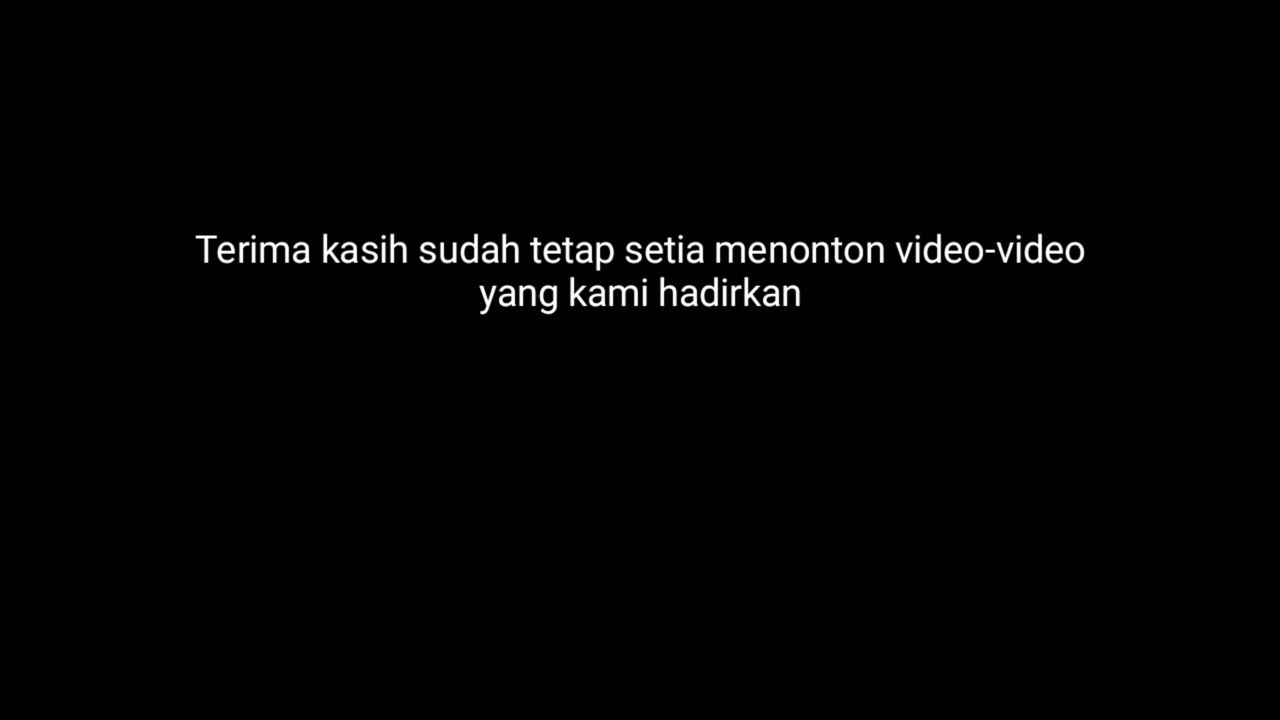 Terima kasih sudah tetap setia menonton video-video
yang kami hadirkan